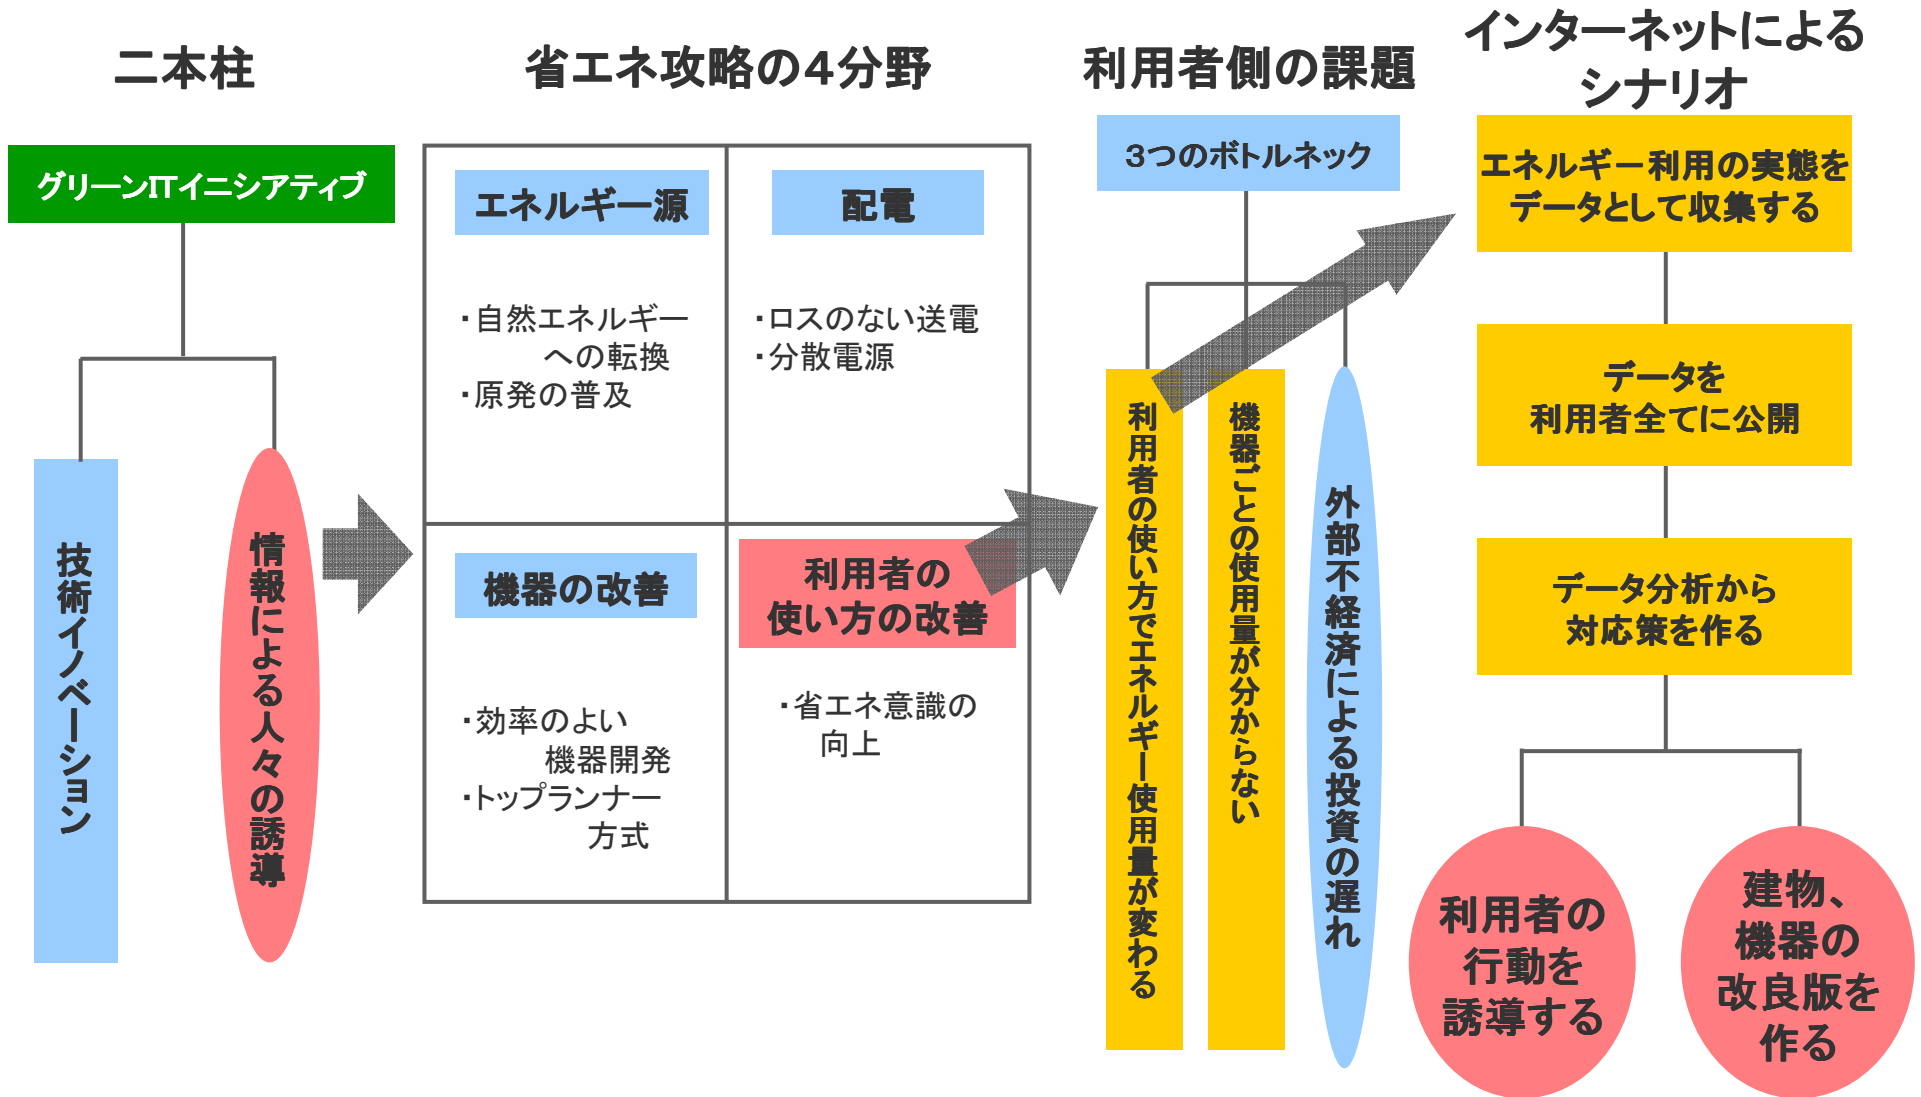 二本柱
グリーンITイニシアティブ
技術イノベーション
情報による人々の誘導
省エネ攻略の4分野
エネルギー源
・自然エネルギー
への転換
・原発の普及
配電
・ロスのない送電
・分散電源
機器の改善
・効率のよい
機器開発
・トップランナー
方式
利用者の
使い方の改善
・省エネ意識の
向上
利用者側の課題
3つのボトルネック
利用者の使い方でエネルギー使用量が変わる
機器ごとの使用量が分からない
外部不経済による投資の遅れ
インターネットによる
シナリオ
エネルギー利用の実態を
データとして収集する
データを
利用者全てに公開
データ分析から
対応策を作る
利用者の
行動を
誘導する
建物、
機器の
改良版を
作る